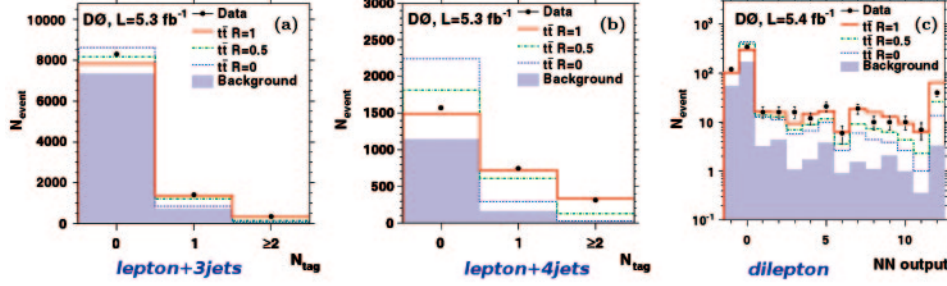 DØ, L=5.3 fb⁻¹ (a)
Data
tt̄ R=1
tt̄ R=0.5
tt̄ R=0
Background
N_event
8000
6000
4000
2000
0
0 1 ≥2
lepton+3jets N_tag
DØ, L=5.3 fb⁻¹ (b)
Data
tt̄ R=1
tt̄ R=0.5
tt̄ R=0
Background
N_event
3000
2500
2000
1500
1000
500
0
0 1 ≥2
lepton+4jets N_tag
DØ, L=5.4 fb⁻¹ (c)
Data
tt̄ R=1
tt̄ R=0.5
tt̄ R=0
Background
N_event
10³
10²
10
1
10⁻¹
0 5 10
dilepton NN output